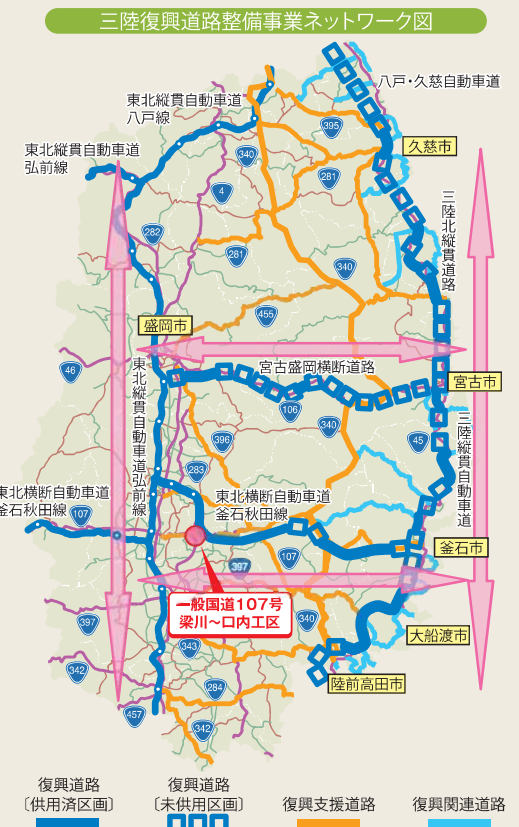 三陸復興道路整備事業ネットワーク図
八戸・久慈自動車道
東北縦貫自動車道
八戸線
395
久慈市
東北縦貫自動車道
弘前線
340
281
4
三陸北縦貫道路
282
281
340
455
盛岡市
46
宮古盛岡横断道路
宮古市
東北縦貫自動車道弘前線
106
340
396
45
三陸縦貫自動車道
283
東北横断自動車道
釜石秋田線
107
東北横断自動車道
釜石秋田線
釜石市
107
397
一般国道107号
梁川～口内工区
397
340
大船渡市
343
342
陸前高田市
284
457
342
復興道路
〔供用済区画〕
復興道路
〔未供用区画〕
復興支援道路
復興関連道路